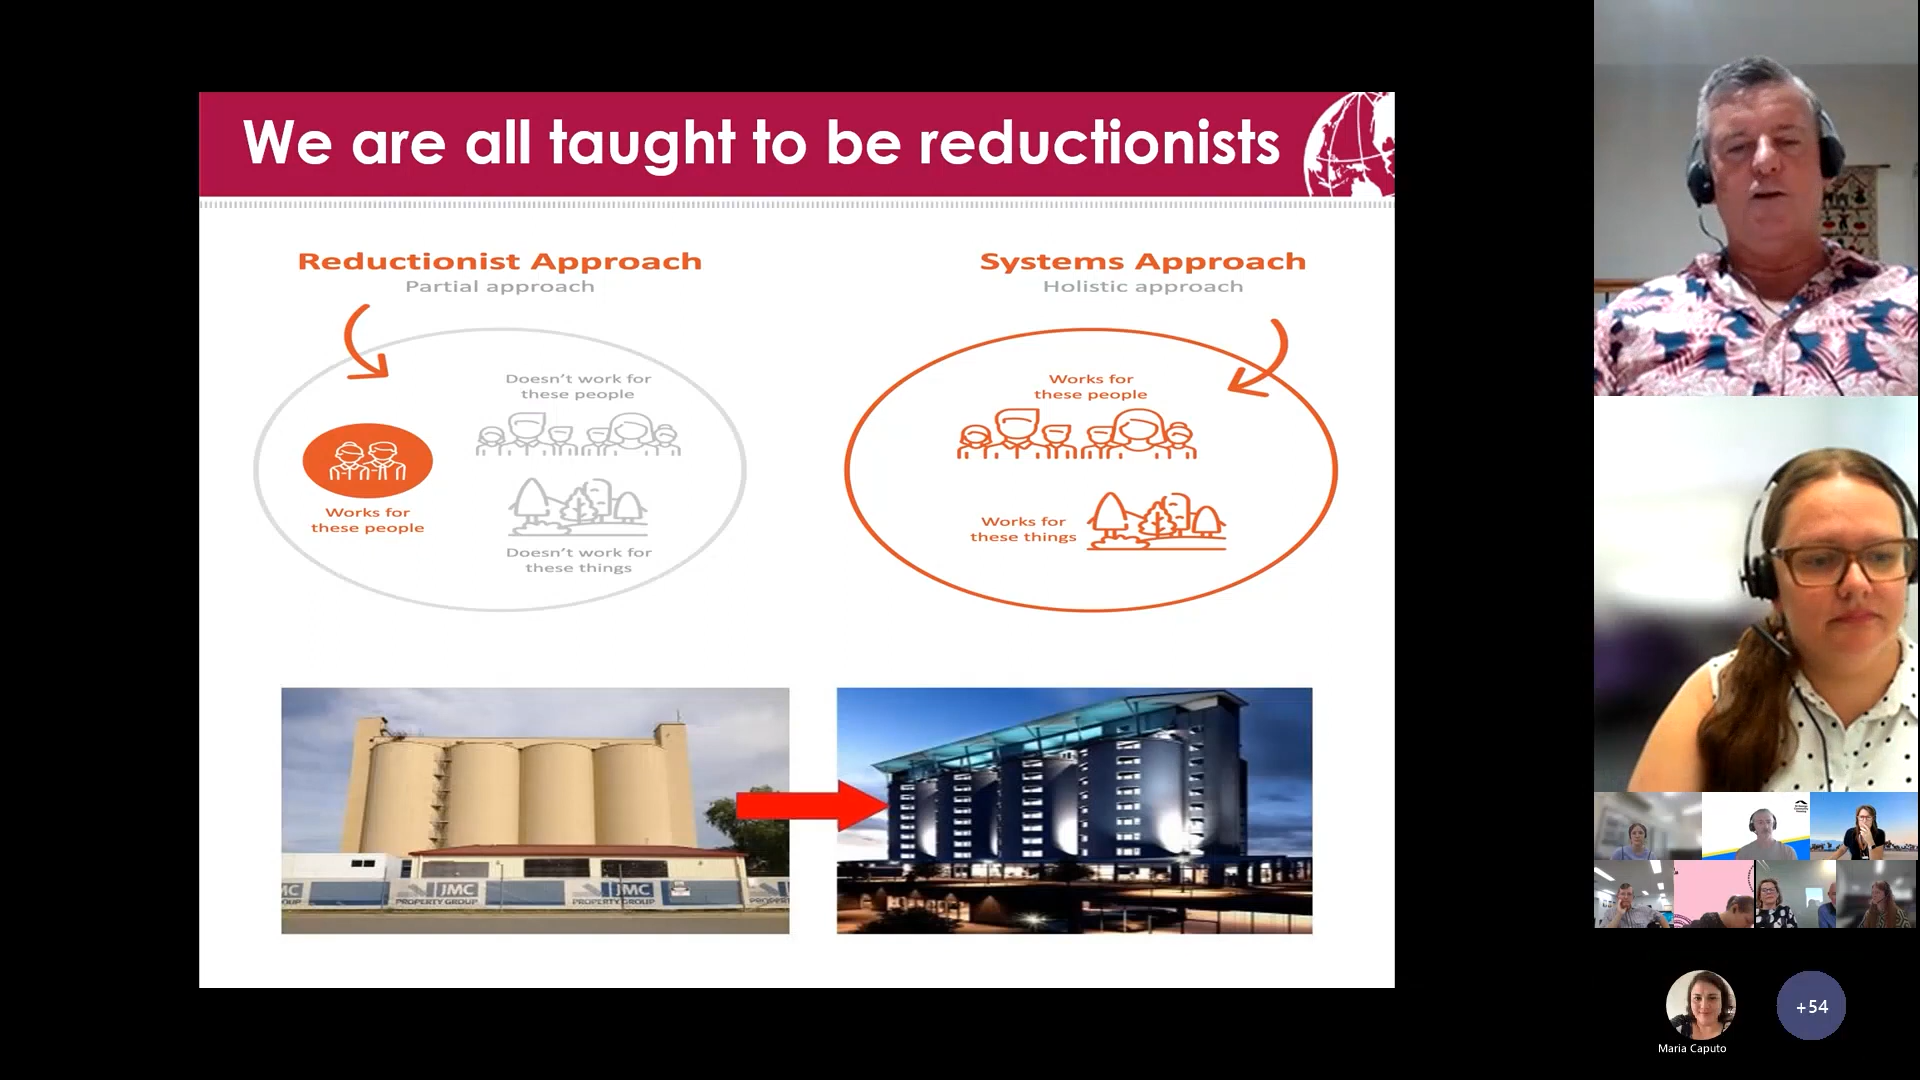 We are all taught to be reductionists
Reductionist Approach
Partial approach
Doesn't work for
these people
Works for
these people
Doesn't work for
these things
Systems Approach
Holistic approach
Works for
these people
Works for
these things
JMC
PROPERTY GROUP
JMC
PROPERTY GROUP
+54
Maria Caputo